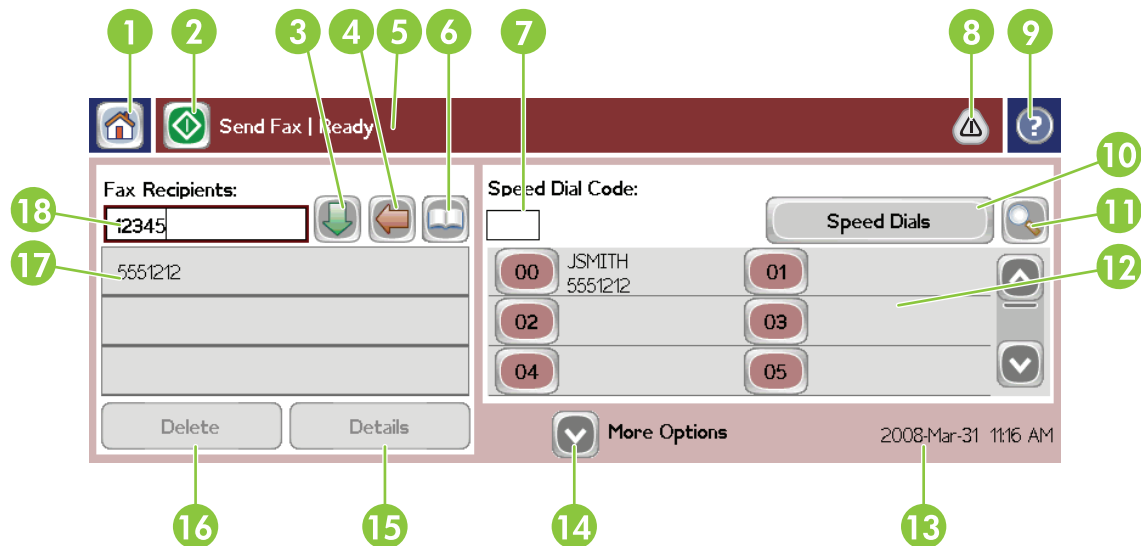 1 2 3 4 5 6 7 8 9
Send Fax | Ready
10
Fax Recipients:
Speed Dial Code:
18 12345
Speed Dials
11
17 5551212
00 JSMITH
5551212
01
12
02
03
04
05
Delete
Details
More Options
2008-Mar-31 11:16 AM
16 15 14 13